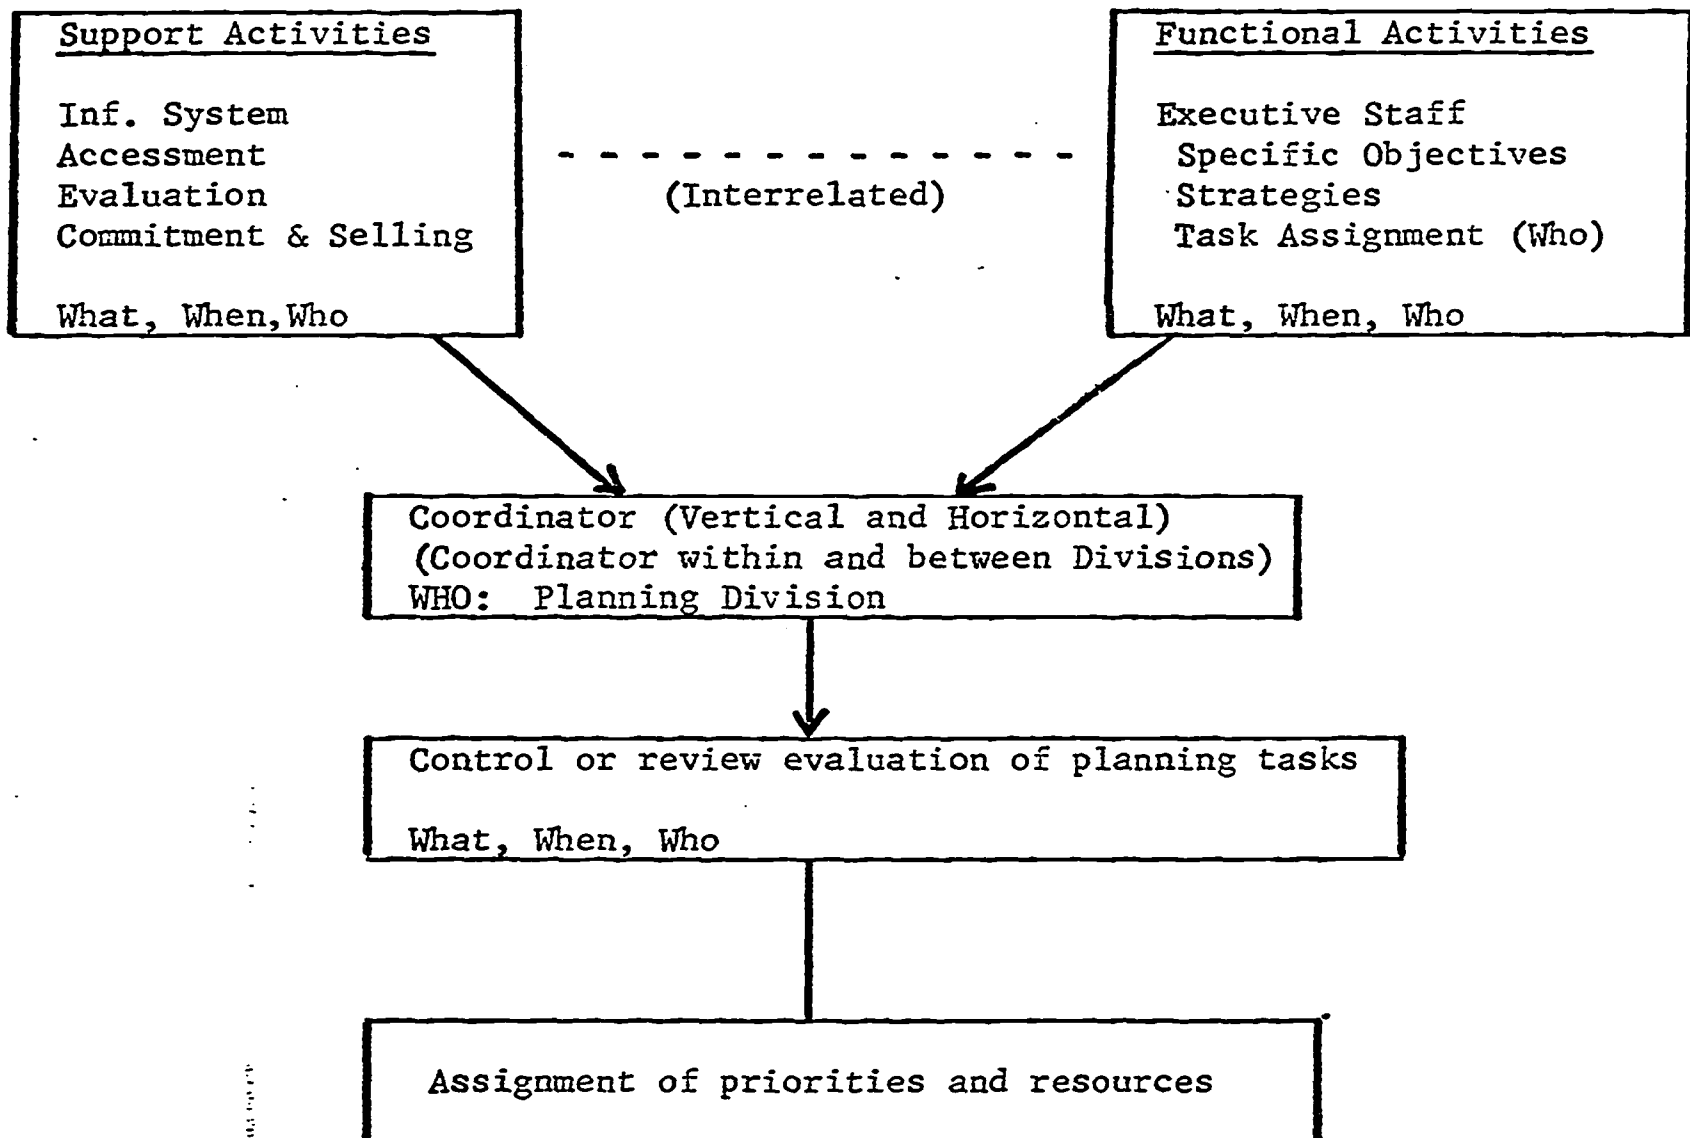 Support Activities
Inf. System
Accessment
Evaluation
Commitment & Selling
What, When,Who
(Interrelated)
Functional Activities
Executive Staff
Specific Objectives
Strategies
Task Assignment (Who)
What, When, Who
Coordinator (Vertical and Horizontal)
(Coordinator within and between Divisions)
WHO: Planning Division
Control or review evaluation of planning tasks
What, When, Who
Assignment of priorities and resources